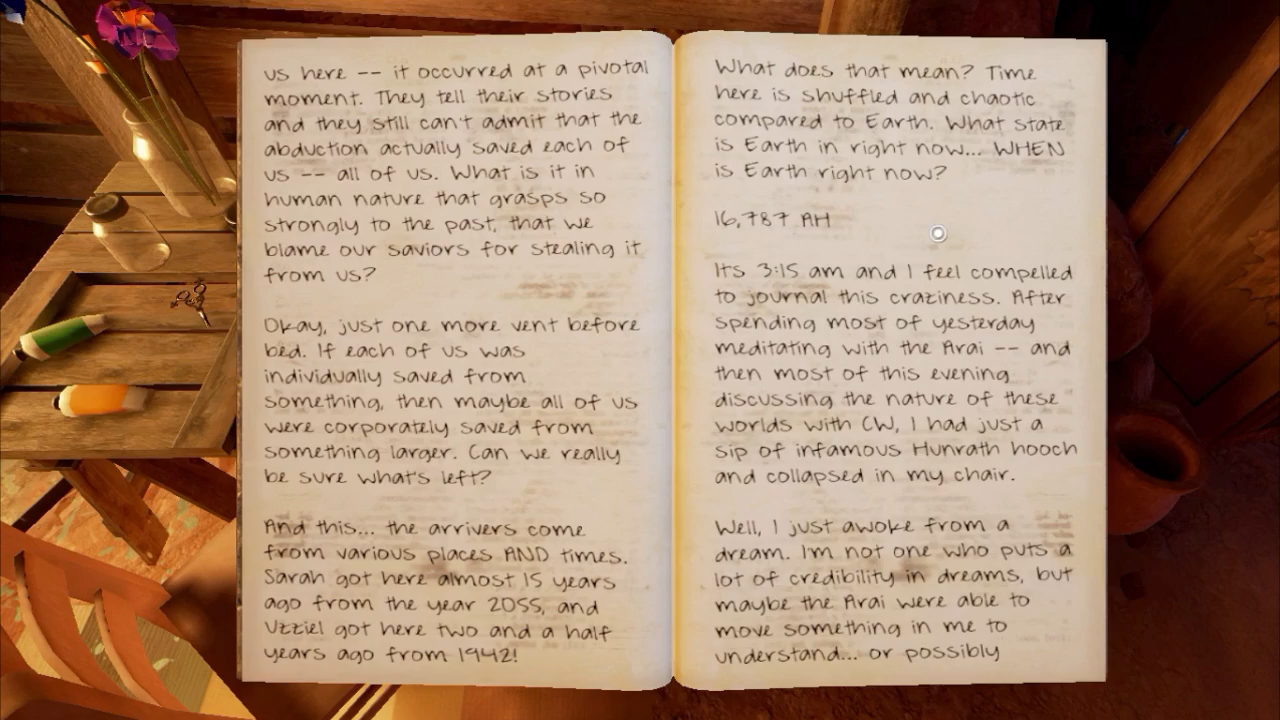 us here -- it occurred at a pivotal
moment. They tell their stories
and they still can't admit that the
abduction actually saved each of
us -- all of us. What is it in
human nature that grasps so
strongly to the past, that we
blame our saviors for stealing it
from us?
Okay, just one more vent before
bed. If each of us was
individually saved from
something, then maybe all of us
were corporately saved from
something larger. Can we really
be sure what's left?
And this... the arrivers come
from various places AND times.
Sarah got here almost 15 years
ago from the year 2055, and
Uzziel got here two and a half
years ago from 1942!
What does that mean? Time
here is shuffled and chaotic
compared to Earth. What state
is Earth in right now... WHEN
is Earth right now?
16,787 AH
Its 3:15 am and I feel compelled
to journal this craziness. After
spending most of yesterday
meditating with the Arai -- and
then most of this evening
discussing the nature of these
worlds with CW, I had just a
sip of infamous Hunrath hooch
and collapsed in my chair.
Well, I just awoke from a
dream. I'm not one who puts a
lot of credibility in dreams, but
maybe the Arai were able to
move something in me to
understand... or possibly